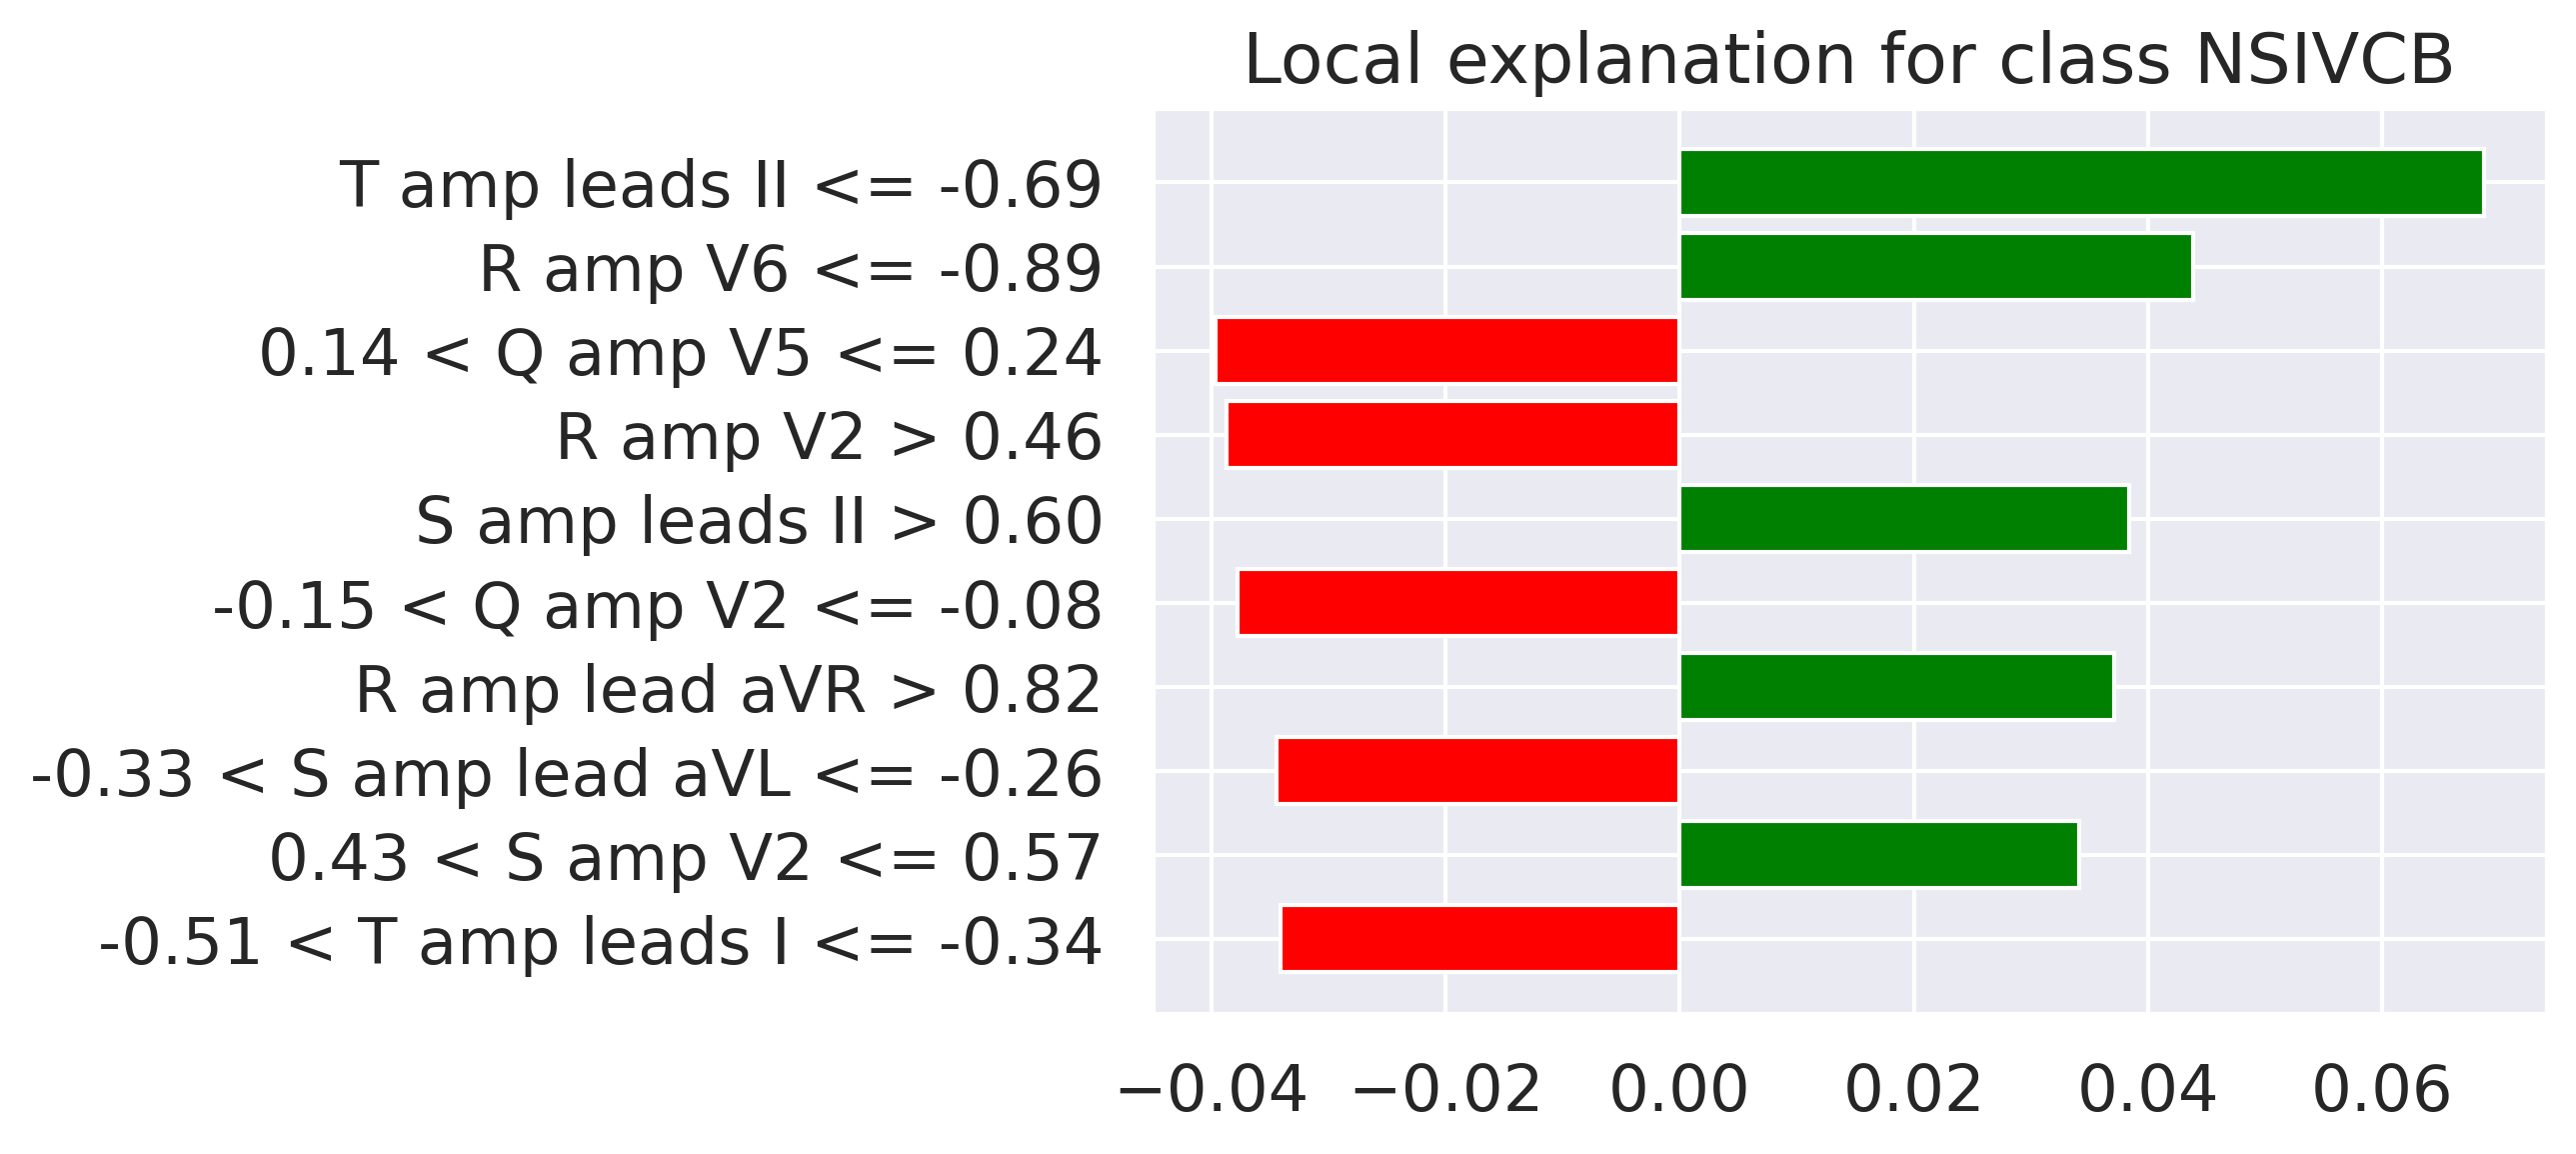 Local explanation for class NSIVCB
T amp leads II <= -0.69
R amp V6 <= -0.89
0.14 < Q amp V5 <= 0.24
R amp V2 > 0.46
S amp leads II > 0.60
-0.15 < Q amp V2 <= -0.08
R amp lead aVR > 0.82
-0.33 < S amp lead aVL <= -0.26
0.43 < S amp V2 <= 0.57
-0.51 < T amp leads I <= -0.34
−0.04 −0.02 0.00 0.02 0.04 0.06